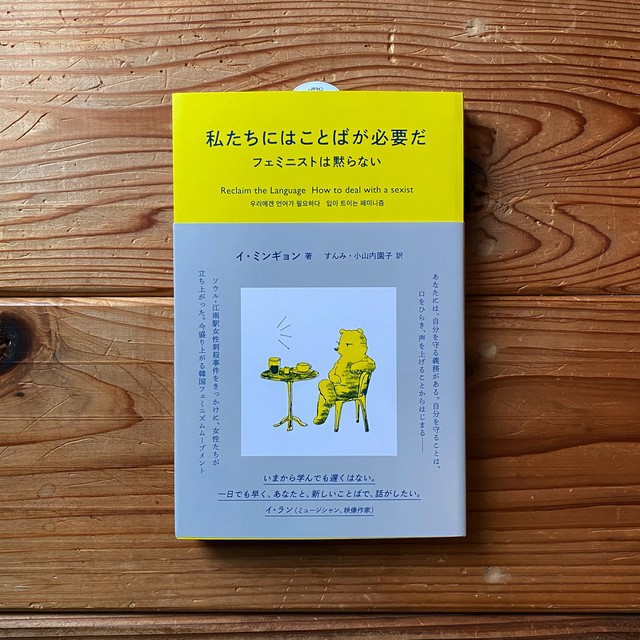 JRC
私たちにはことばが必要だ
フェミニストは黙らない
Reclaim the Language How to deal with a sexist
우리에겐 언어가 필요하다 입이 트이는 페미니즘
イ・ミンギョン 著 すんみ・小山内園子 訳
あなたには、自分を守る義務がある。自分を守ることは、
口をひらき、声を上げることからはじまる——
ソウル・江南駅女性刺殺事件をきっかけに、女性たちが
立ち上がった。今盛り上がる韓国フェミニズムムーブメント
いまから学んでも遅くはない。
一日でも早く、あなたと、新しいことばで、話がしたい。
イ・ラン（ミュージシャン、映像作家）